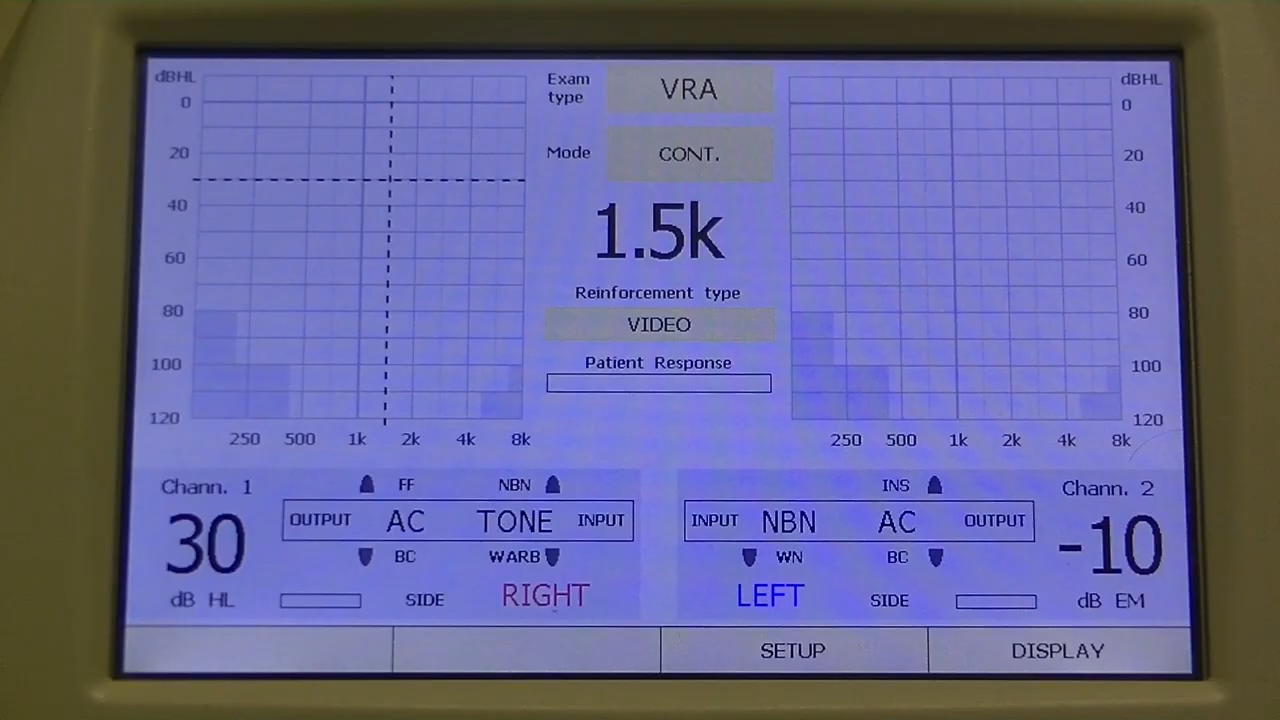 dBHL
0
20
40
60
80
100
120
250 500 1k 2k 4k 8k
Exam type VRA
Mode CONT.
1.5k
Reinforcement type
VIDEO
Patient Response
dBHL
0
20
40
60
80
100
120
250 500 1k 2k 4k 8k
Chann. 1 FF NBN
30 OUTPUT AC TONE INPUT
BC WARB
dB HL SIDE RIGHT
INS Chann. 2
INPUT NBN AC OUTPUT -10
WN BC
LEFT SIDE dB EM
SETUP DISPLAY